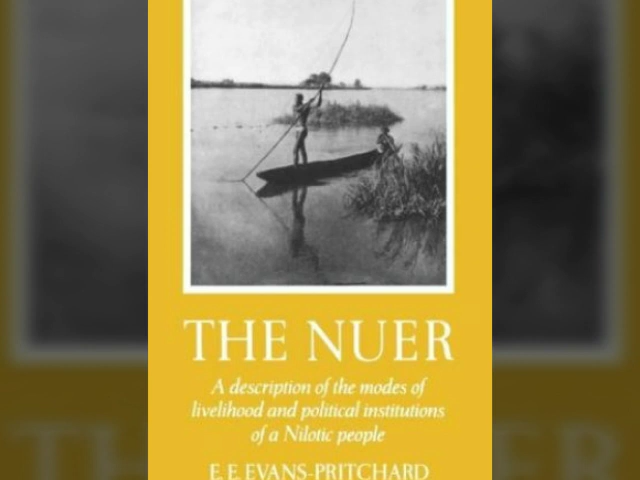 THE NUER
A description of the modes of
livelihood and political institutions
of a Nilotic people
E. E. EVANS-PRITCHARD